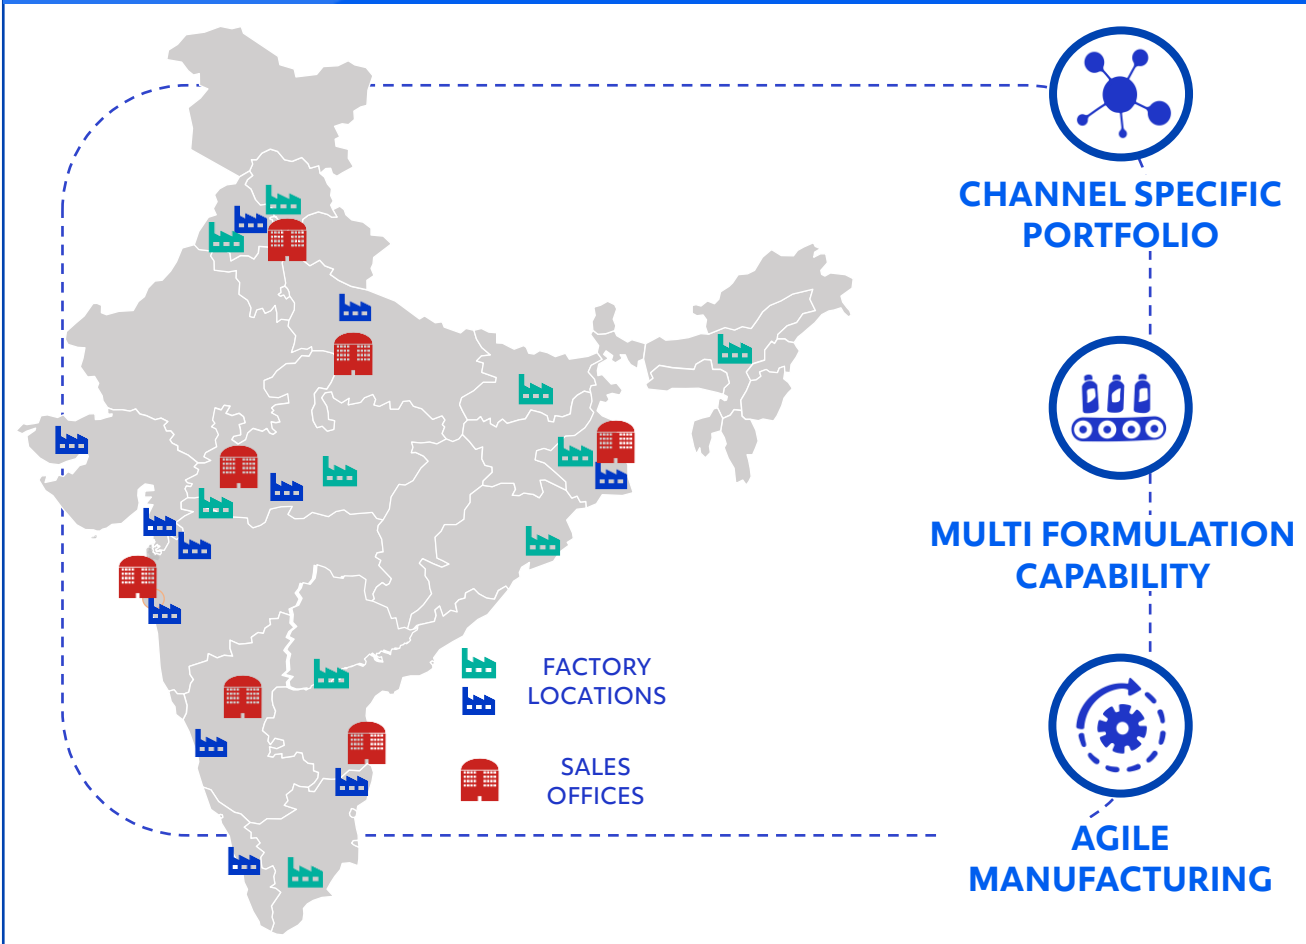 CHANNEL SPECIFIC
PORTFOLIO
MULTI FORMULATION
CAPABILITY
AGILE
MANUFACTURING
FACTORY
LOCATIONS
SALES
OFFICES